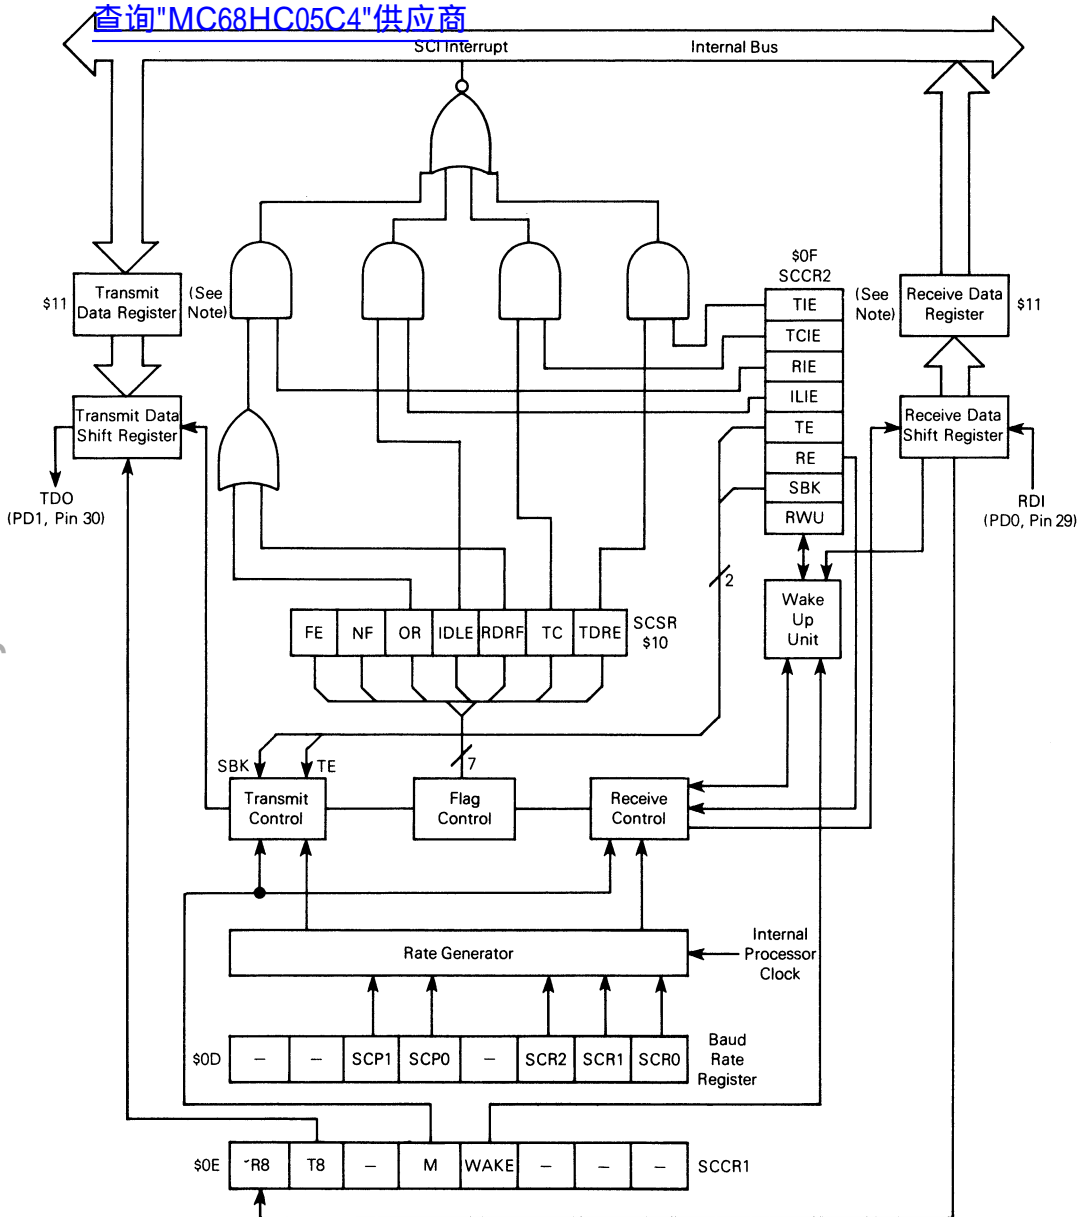 查询"MC68HC05C4"供应商
SCI Interrupt
Internal Bus
$0F
SCCR2
$11
Transmit
Data Register
(See
Note)
TIE
TCIE
RIE
ILIE
TE
RE
SBK
RWU
(See
Note)
Receive Data
Register
$11
Transmit Data
Shift Register
Receive Data
Shift Register
TDO
(PD1, Pin 30)
RDI
(PD0, Pin 29)
2
Wake
Up
Unit
FE
NF
OR
IDLE
RDRF
TC
TDRE
SCSR
$10
SBK
TE
7
Transmit
Control
Flag
Control
Receive
Control
Rate Generator
Internal
Processor
Clock
$0D
–
–
SCP1
SCP0
–
SCR2
SCR1
SCR0
Baud
Rate
Register
$0E
R8
T8
–
M
WAKE
–
–
–
SCCR1